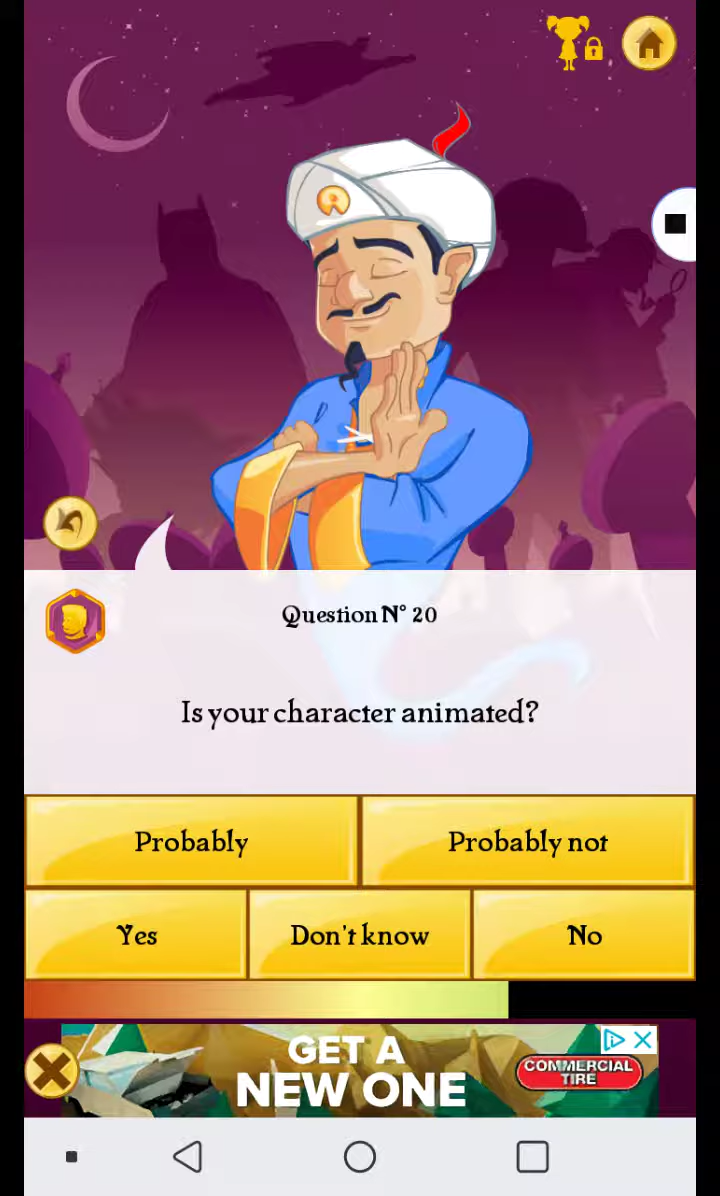 Question N° 20
Is your character animated?
Probably
Probably not
Yes
Don't know
No
GET A
NEW ONE
COMMERCIAL
TIRE